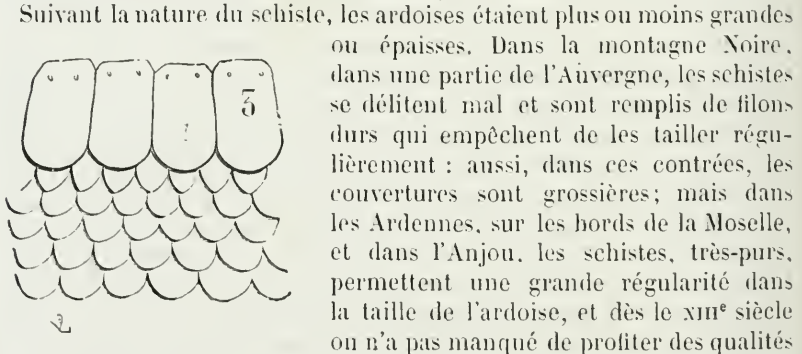 Suivant la nature du schiste, les ardoises étaient plus ou moins grandes
ou épaisses. Dans la montagne Noire,
dans une partie de l'Auvergne, les schistes
se délitent mal et sont remplis de filons
durs qui empêchent de les tailler régu-
lièrement : aussi, dans ces contrées, les
couvertures sont grossières; mais dans
les Ardennes, sur les bords de la Moselle,
et dans l'Anjou, les schistes, très-purs,
permettent une grande régularité dans
la taille de l'ardoise, et dès le XIIIe siècle
on n'a pas manqué de profiter des qualités
3